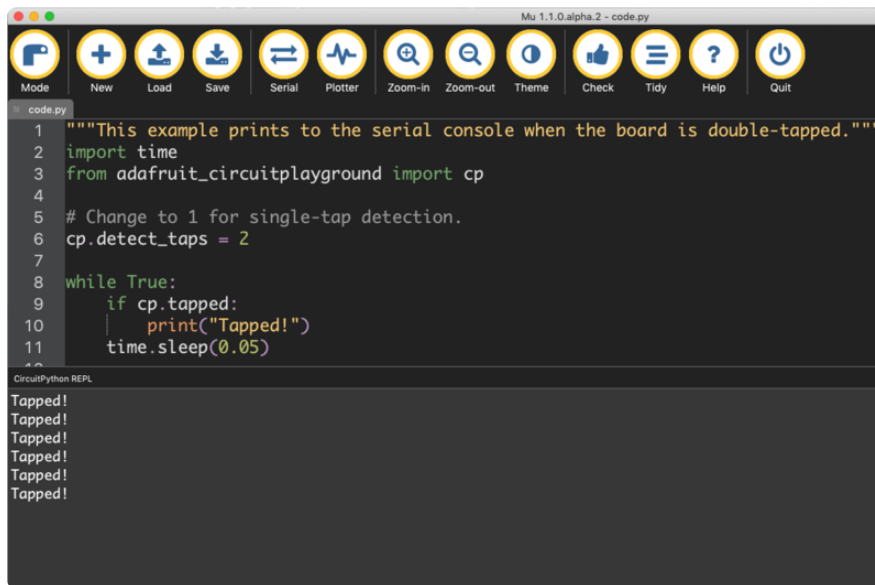 Mu 1.1.0.alpha.2 - code.py
Mode New Load Save Serial Plotter Zoom-in Zoom-out Theme Check Tidy Help Quit
code.py
1 """This example prints to the serial console when the board is double-tapped."""
2 import time
3 from adafruit_circuitplayground import cp
4
5 # Change to 1 for single-tap detection.
6 cp.detect_taps = 2
7
8 while True:
9     if cp.tapped:
10         print("Tapped!")
11     time.sleep(0.05)
CircuitPython REPL
Tapped!
Tapped!
Tapped!
Tapped!
Tapped!
Tapped!